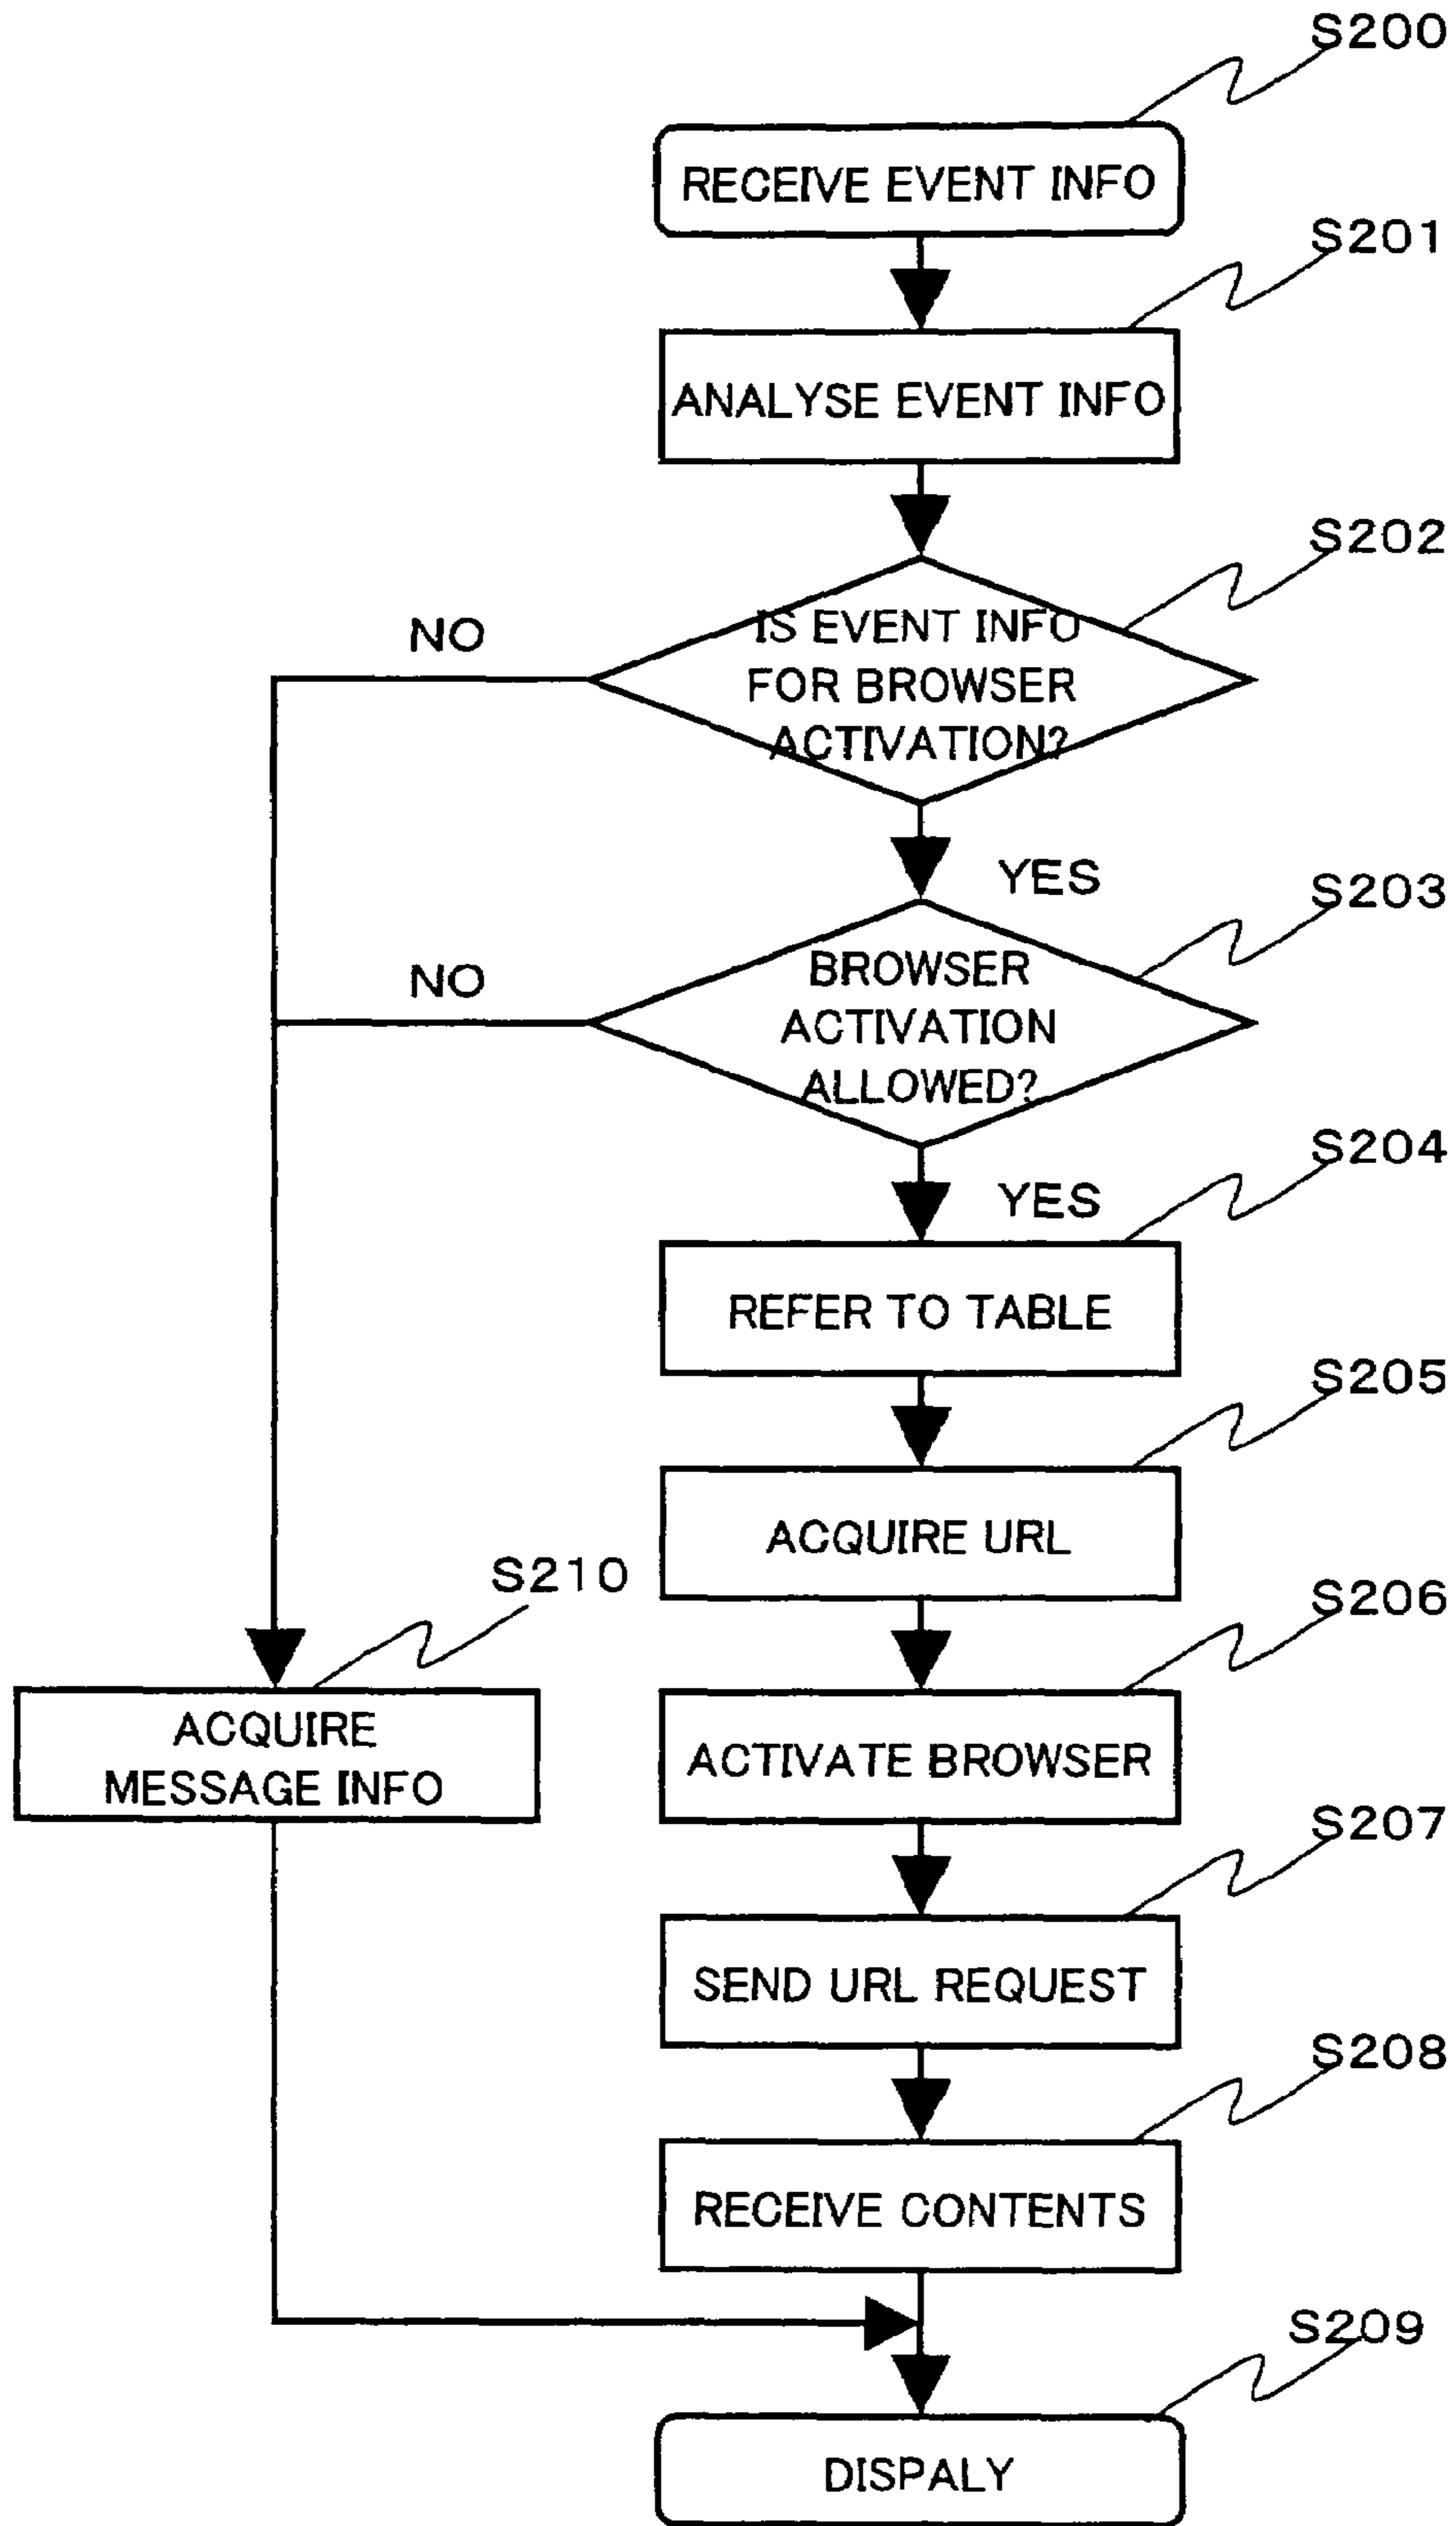 S200
RECEIVE EVENT INFO
S201
ANALYSE EVENT INFO
S202
NO
IS EVENT INFO
FOR BROWSER
ACTIVATION?
YES
S203
NO
BROWSER
ACTIVATION
ALLOWED?
S204
YES
REFER TO TABLE
S205
ACQUIRE URL
S210
S206
ACQUIRE
MESSAGE INFO
ACTIVATE BROWSER
S207
SEND URL REQUEST
S208
RECEIVE CONTENTS
S209
DISPALY